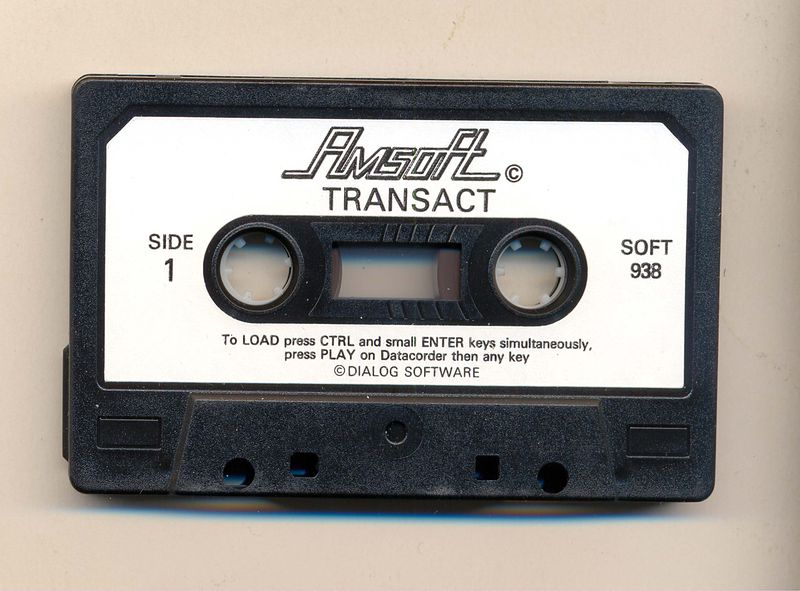 Amsoft ©
TRANSACT
SIDE
1
SOFT
938
To LOAD press CTRL and small ENTER keys simultaneously,
press PLAY on Datacorder then any key
© DIALOG SOFTWARE